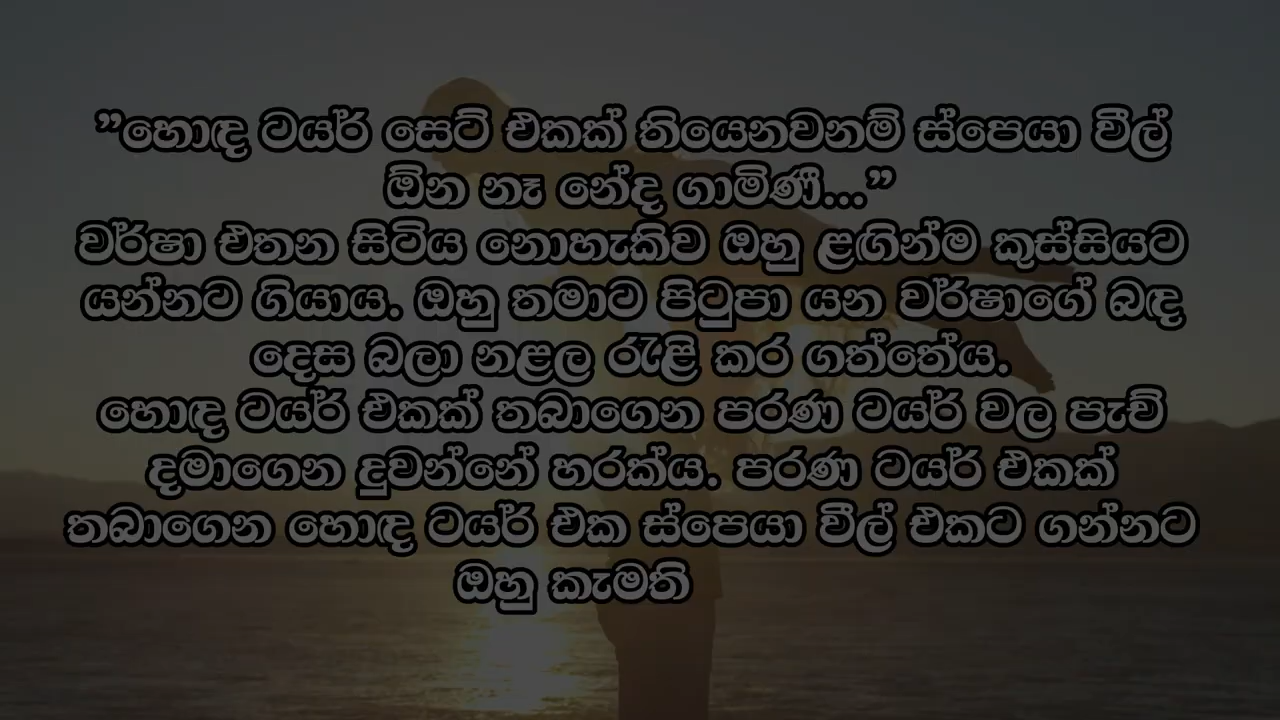 ”හොඳ ටයර් සෙට් එකක් තියෙනවනම් ස්පෙයා වීල්
ඕන නෑ නේද ගාමිණී...”
වර්ෂා එතන සිටිය නොහැකිව ඔහු ළඟින්ම කුස්සියට
යන්නට ගියාය. ඔහු තමාට පිටුපා යන වර්ෂාගේ බඳ
දෙස බලා නළල රැළි කර ගත්තේය.
හොඳ ටයර් එකක් තබාගෙන පරණ ටයර් වල පැච්
දමාගෙන දුවන්නේ හරක්ය. පරණ ටයර් එකක්
තබාගෙන හොඳ ටයර් එක ස්පෙයා වීල් එකට ගන්නට
ඔහු කැමති